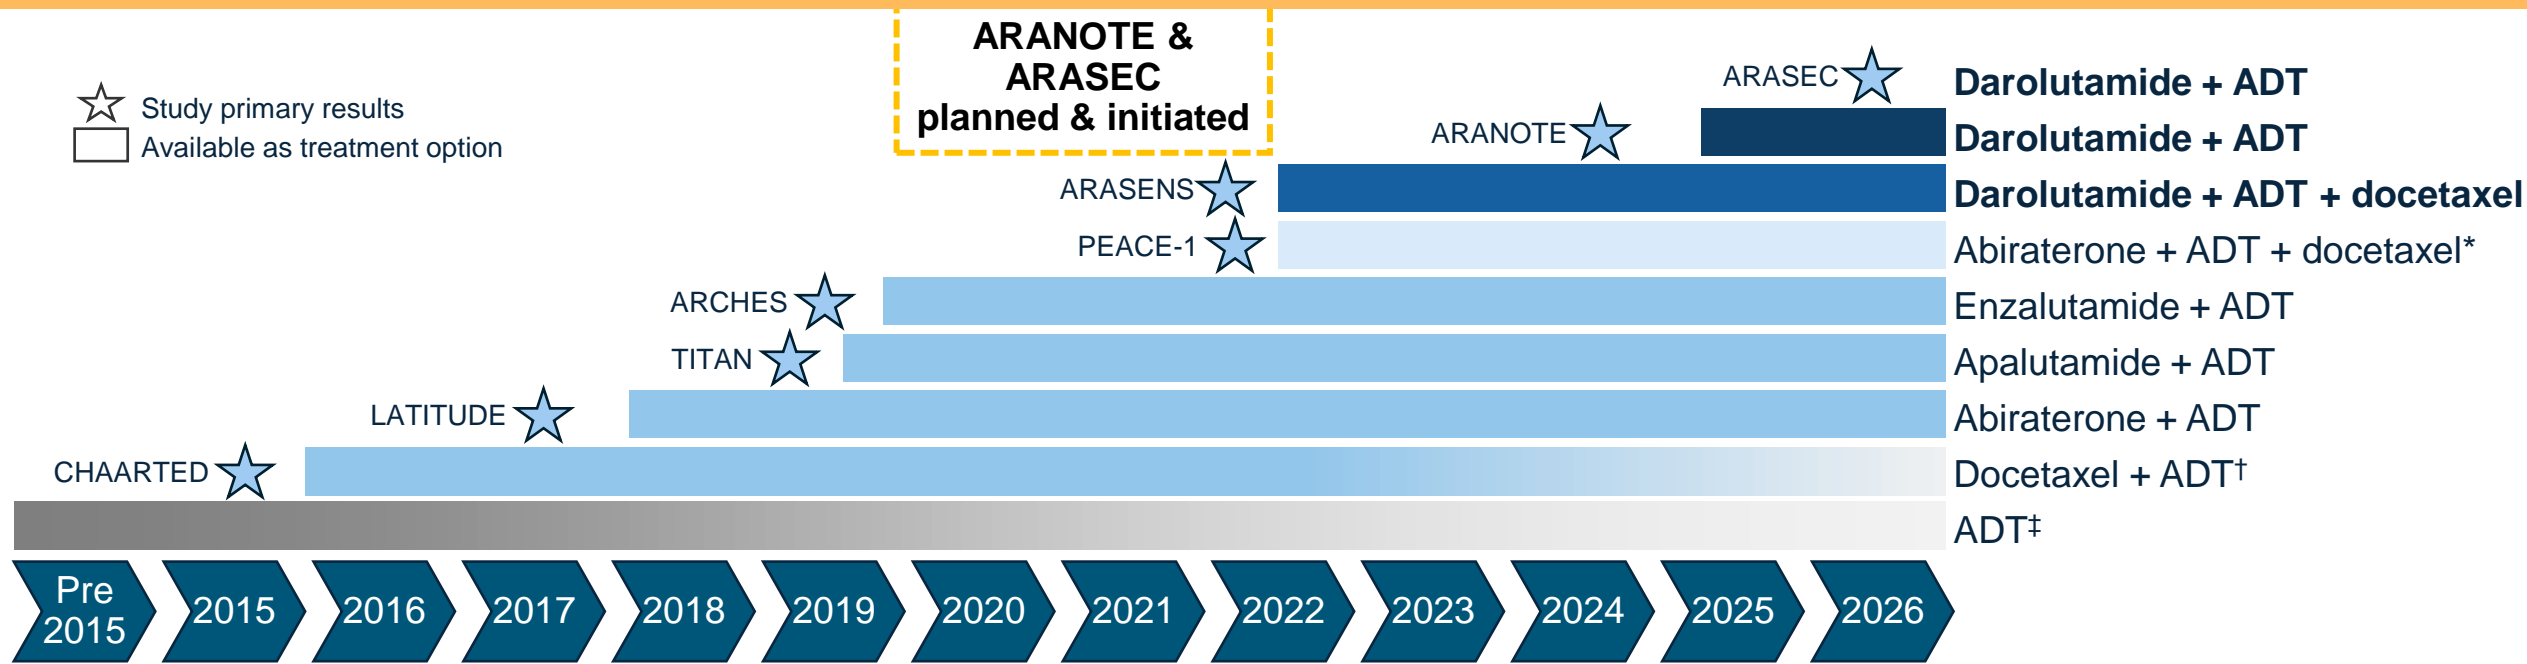 ARANOTE &
ARASEC
planned & initiated
Study primary results
Available as treatment option
ARASEC
Darolutamide + ADT
ARANOTE
Darolutamide + ADT
ARASENS
Darolutamide + ADT + docetaxel
PEACE-1
Abiraterone + ADT + docetaxel*
ARCHES
Enzalutamide + ADT
TITAN
Apalutamide + ADT
LATITUDE
Abiraterone + ADT
CHAARTED
Docetaxel + ADT†
ADT‡
Pre
2015
2015
2016
2017
2018
2019
2020
2021
2022
2023
2024
2025
2026